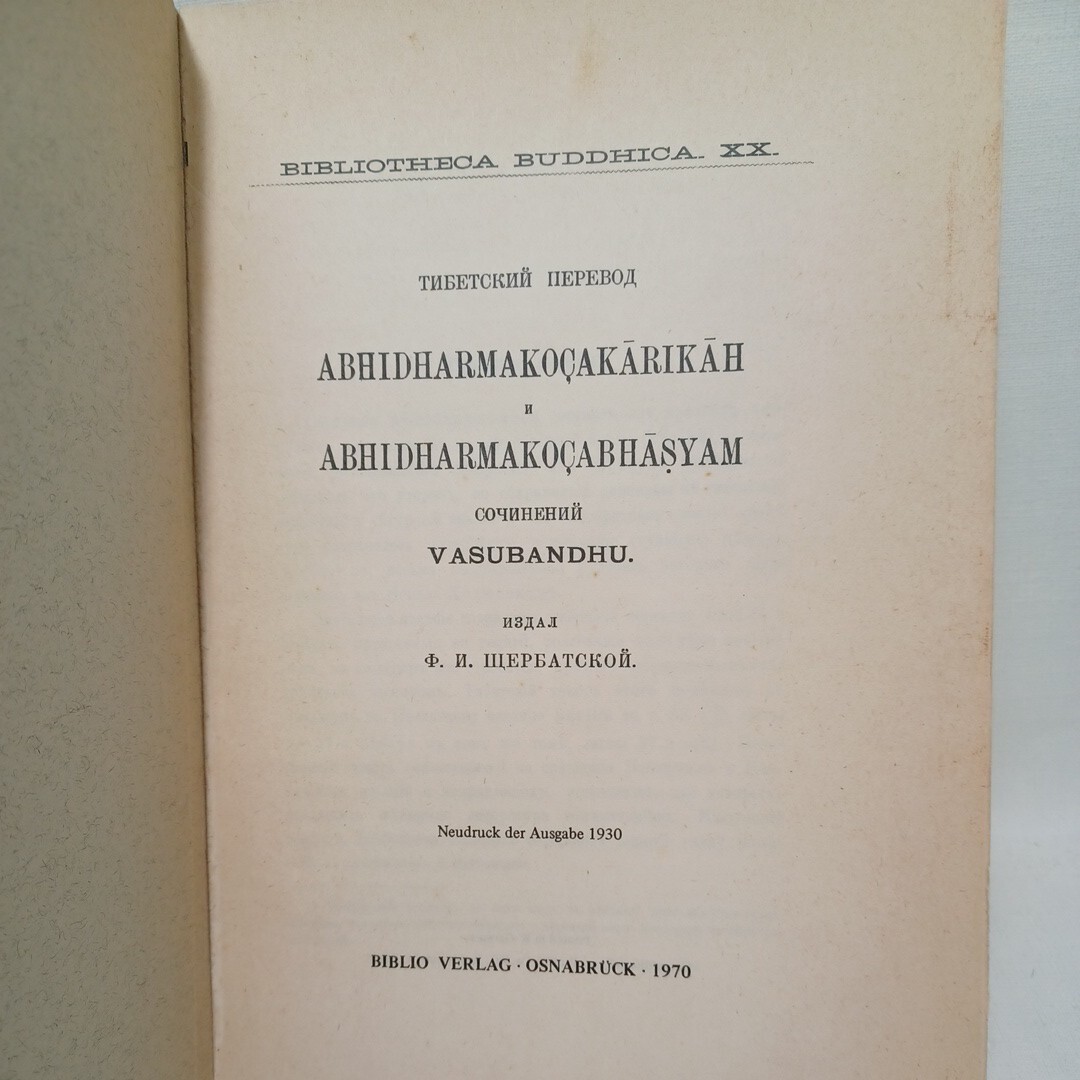 BIBLIOTHECA BUDDHICA. XX.
ТИБЕТСКИЙ ПЕРЕВОД
ABHIDHARMAKOÇAKĀRIKĀH
и
ABHIDHARMAKOÇABHĀṢYAM
СОЧИНЕНИЙ
VASUBANDHU.
ИЗДАЛ
Ф. И. ЩЕРБАТСКОЙ.
Neudruck der Ausgabe 1930
BIBLIO VERLAG · OSNABRÜCK · 1970